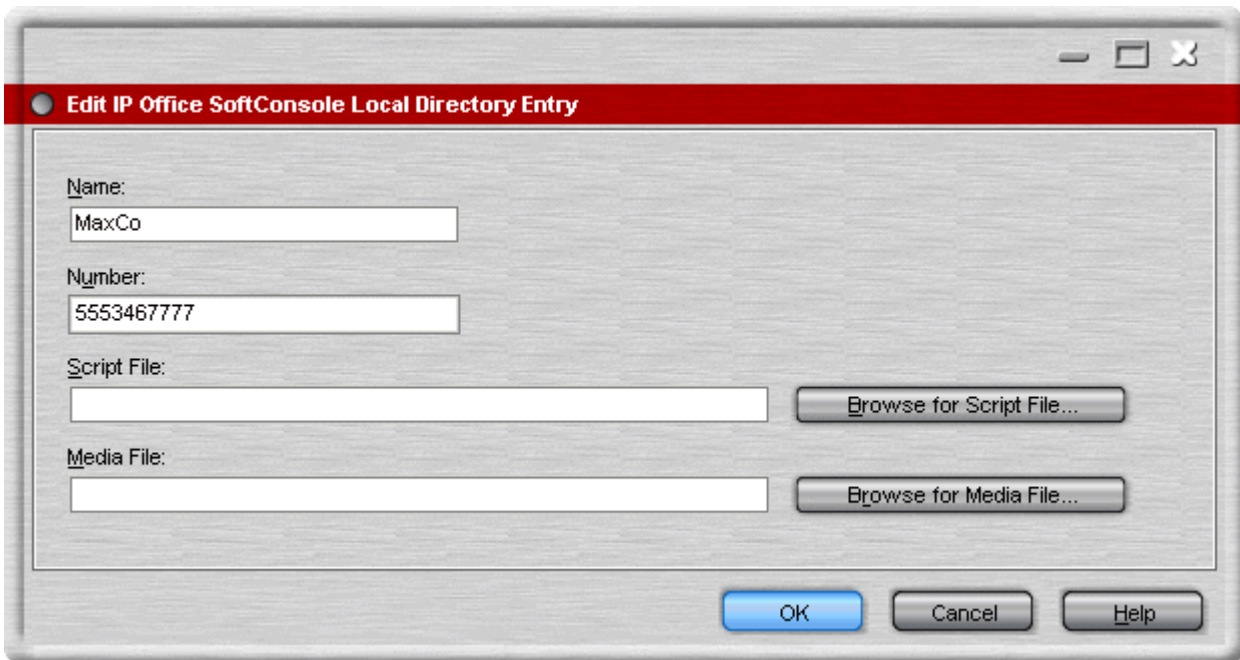 Edit IP Office SoftConsole Local Directory Entry
Name:
MaxCo
Number:
5553467777
Script File:
Browse for Script File...
Media File:
Browse for Media File...
OK Cancel Help